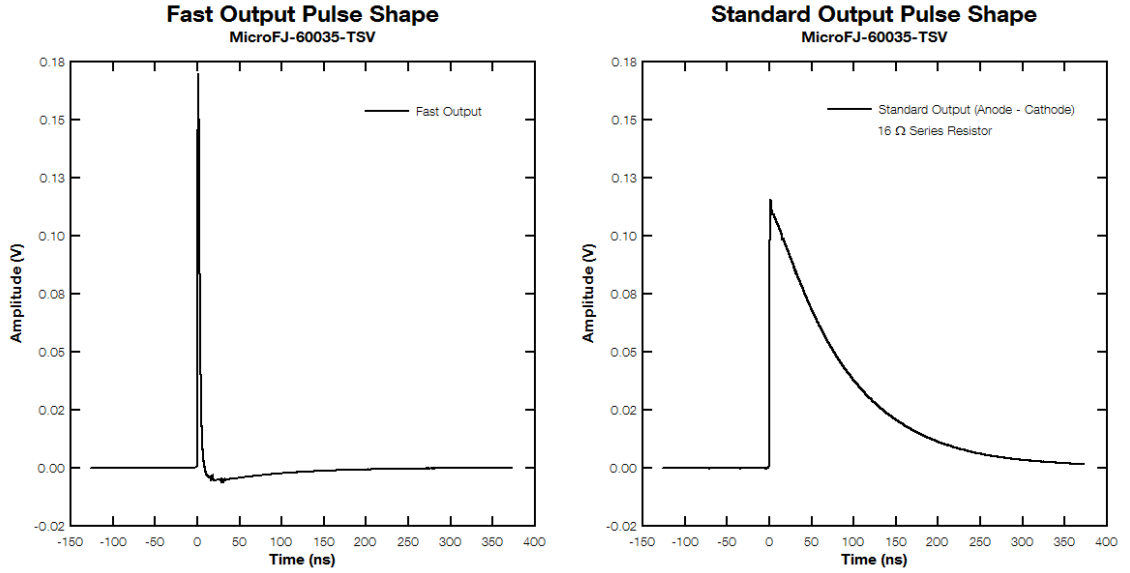 Fast Output Pulse Shape
MicroFJ-60035-TSV
0.18
0.15
0.13
0.10
0.08
0.05
0.02
0.00
-0.02
Amplitude (V)
Fast Output
-150 -100 -50 0 50 100 150 200 250 300 350 400
Time (ns)
Standard Output Pulse Shape
MicroFJ-60035-TSV
0.18
0.15
0.13
0.10
0.08
0.05
0.02
0.00
-0.02
Amplitude (V)
Standard Output (Anode - Cathode)
16 Ω Series Resistor
-150 -100 -50 0 50 100 150 200 250 300 350 400
Time (ns)